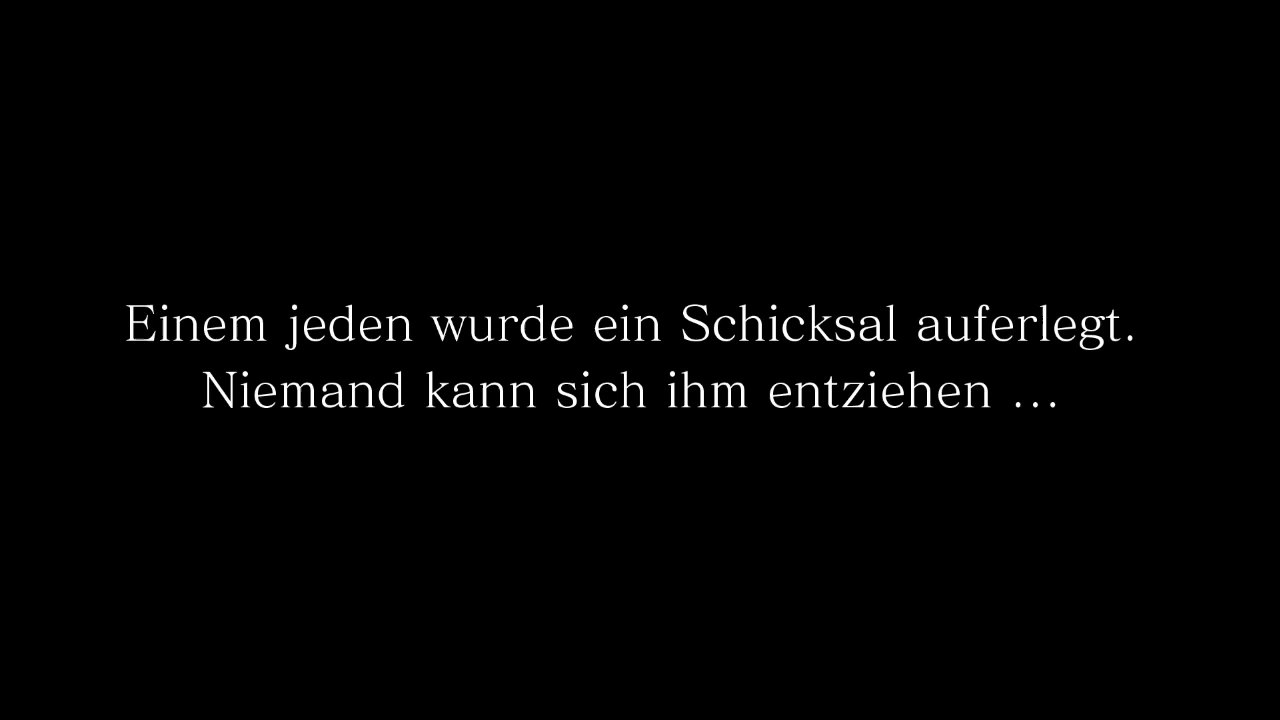 Einem jeden wurde ein Schicksal auferlegt.
Niemand kann sich ihm entziehen ...